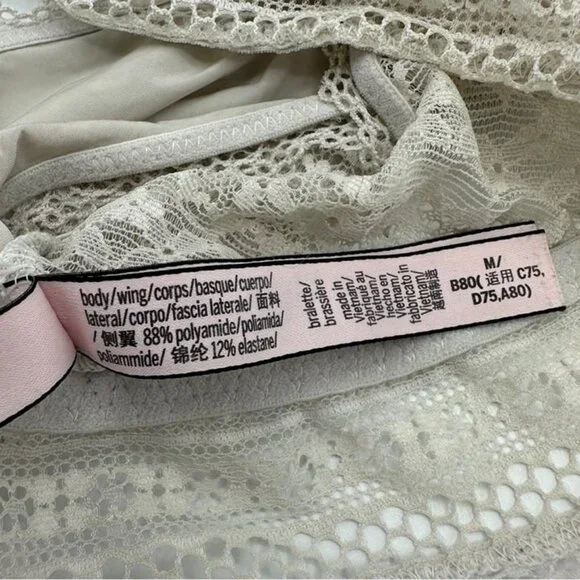 body/wing/corps/basque/cuerpo/
lateral/corpo/fascia laterale/ 面料
/ 侧翼 88% polyamide/poliamida/
poliammide/ 锦纶 12% elastane/
bralette/
brassière
made in
Vietnam/
fabriqué au
Vietnam/
hecho en
Vietnam/
fabbricato in
Vietnam/
越南制造
M/
B80( 适用 C75,
D75,A80)